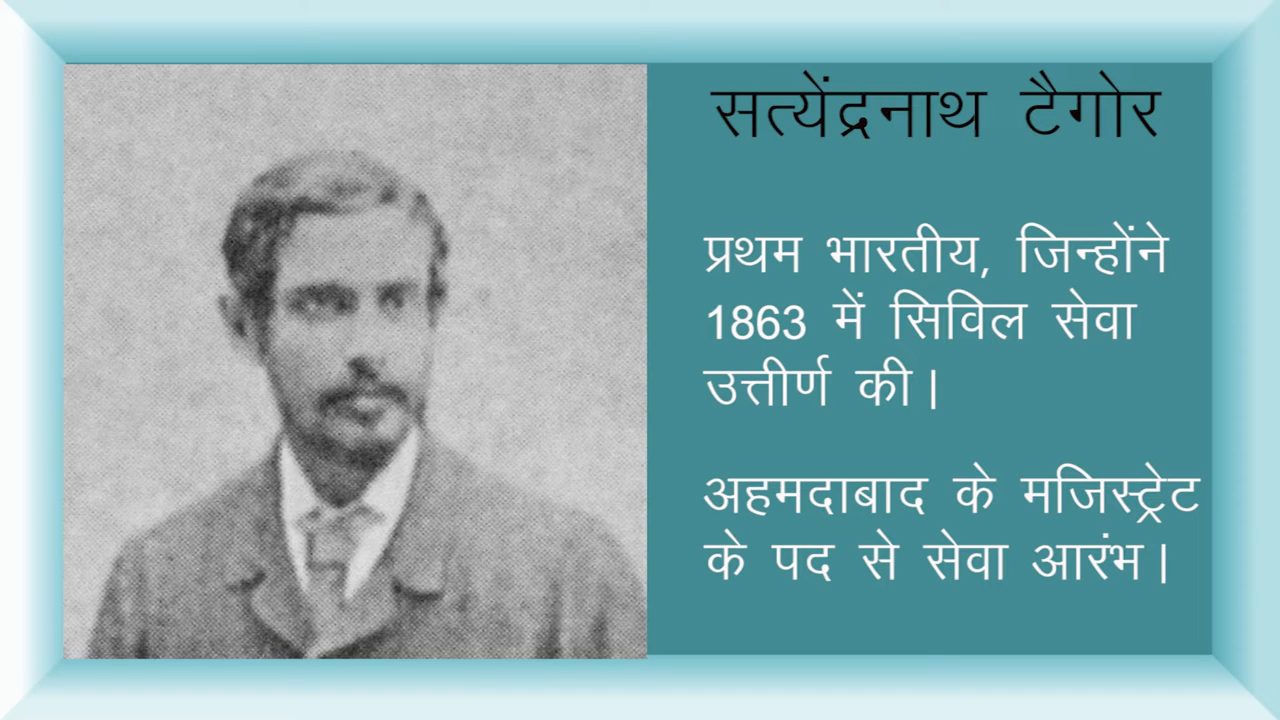 सत्येंद्रनाथ टैगोर
प्रथम भारतीय, जिन्होंने
1863 में सिविल सेवा
उत्तीर्ण की।
अहमदाबाद के मजिस्ट्रेट
के पद से सेवा आरंभ।